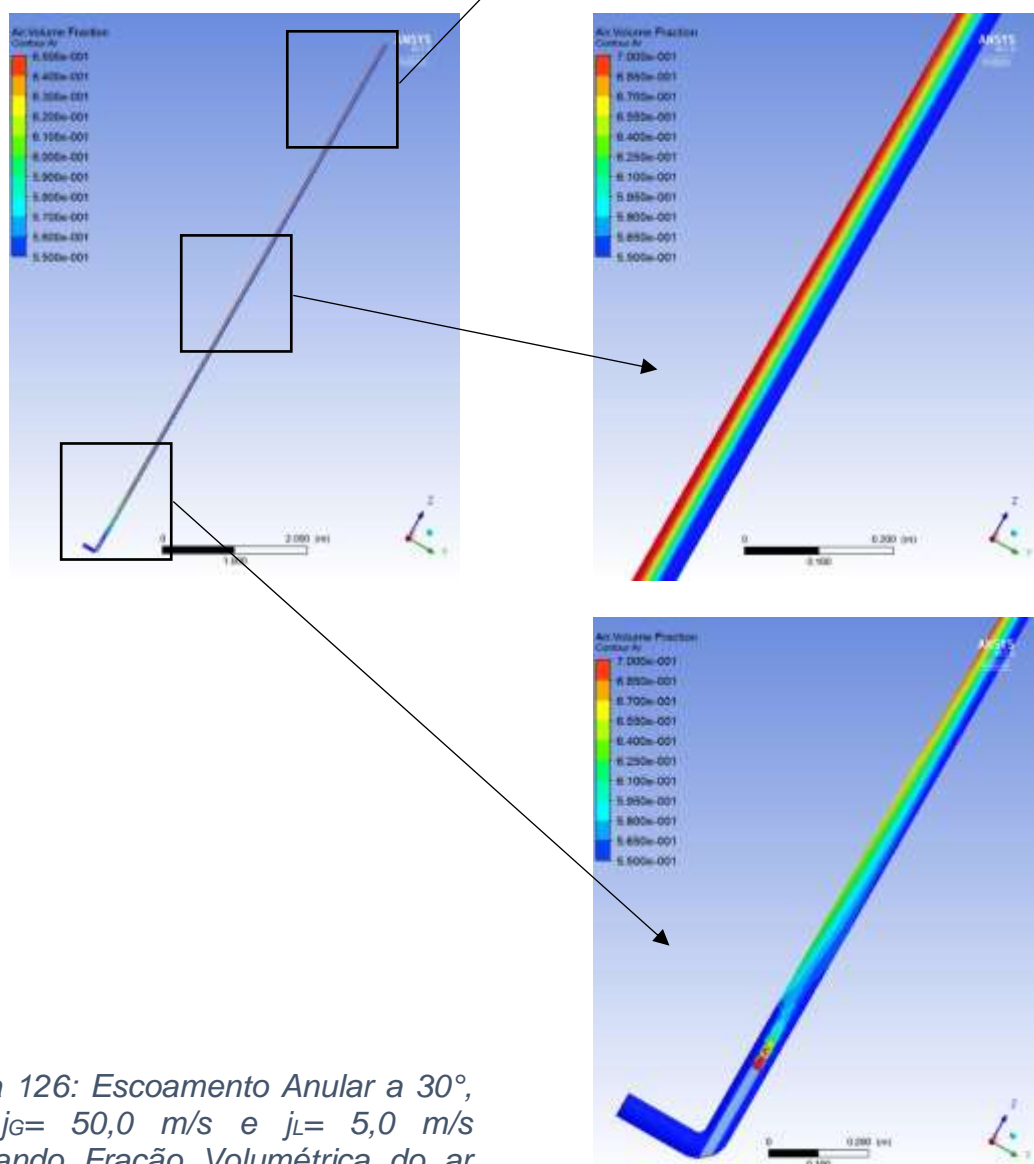 Air.Volume Fraction
Contour Ar
ANSYS
6.400e-001
6.300e-001
6.200e-001
6.100e-001
6.000e-001
5.900e-001
5.800e-001
5.700e-001
5.600e-001
5.500e-001
0 2.000 (m)
1.000
Z
Air.Volume Fraction
Contour Ar
ANSYS
7.000e-001
6.850e-001
6.700e-001
6.550e-001
6.400e-001
6.250e-001
6.100e-001
5.950e-001
5.800e-001
5.650e-001
5.500e-001
0 0.200 (m)
0.100
Z
Air.Volume Fraction
Contour Ar
ANSYS
7.000e-001
6.850e-001
6.700e-001
6.550e-001
6.400e-001
6.250e-001
6.100e-001
5.950e-001
5.800e-001
5.650e-001
5.500e-001
0 0.200 (m)
0.100
Z
a 126: Escoamento Anular a 30°,
jG= 50,0 m/s e jL= 5,0 m/s
ando Fração Volumétrica do ar